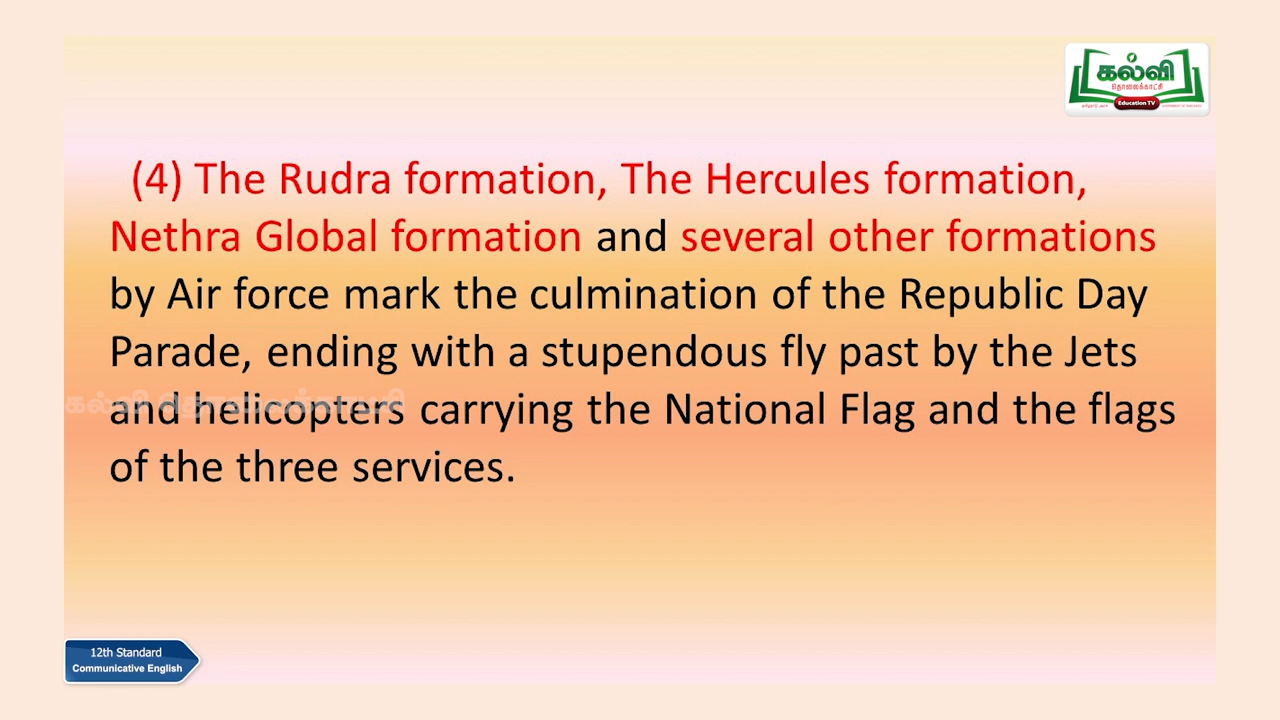 கல்வி
தொலைக்காட்சி
Education TV
(4) The Rudra formation, The Hercules formation,
Nethra Global formation and several other formations
by Air force mark the culmination of the Republic Day
Parade, ending with a stupendous fly past by the Jets
and helicopters carrying the National Flag and the flags
கல்வி தொலைக்காட்சி
of the three services.
12th Standard
Communicative English